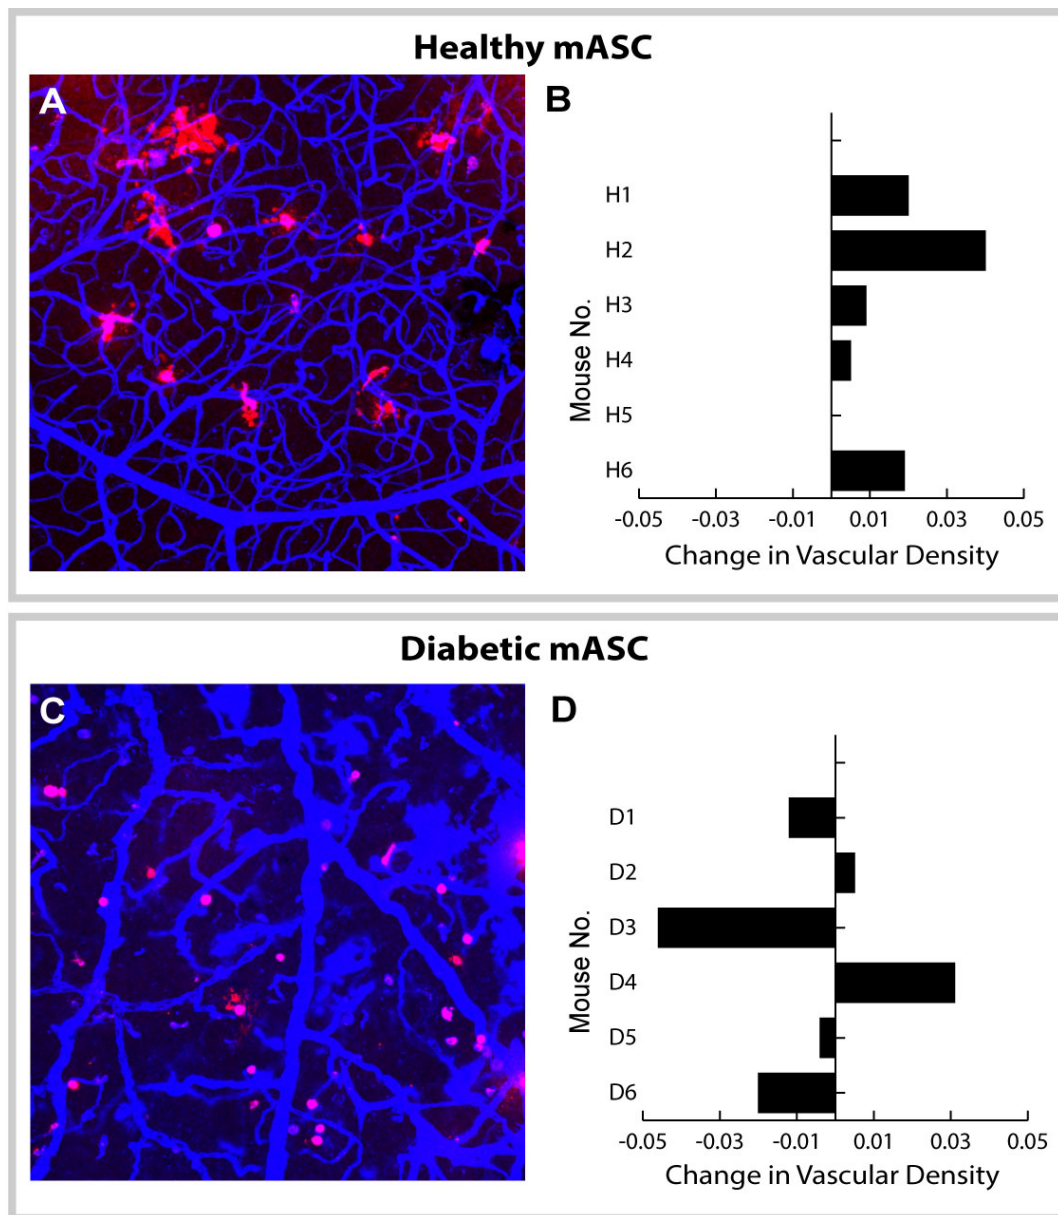 Healthy mASC
A
B
Mouse No.
H1
H2
H3
H4
H5
H6
-0.05 -0.03 -0.01 0.01 0.03 0.05
Change in Vascular Density
Diabetic mASC
C
D
Mouse No.
D1
D2
D3
D4
D5
D6
-0.05 -0.03 -0.01 0.01 0.03 0.05
Change in Vascular Density